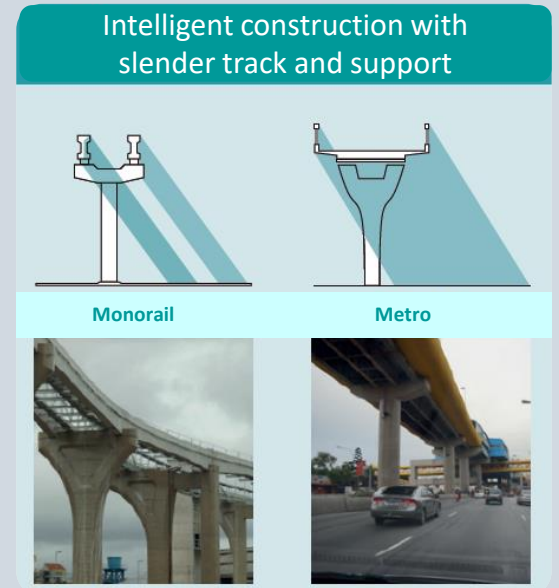 Intelligent construction with
slender track and support
Monorail
Metro